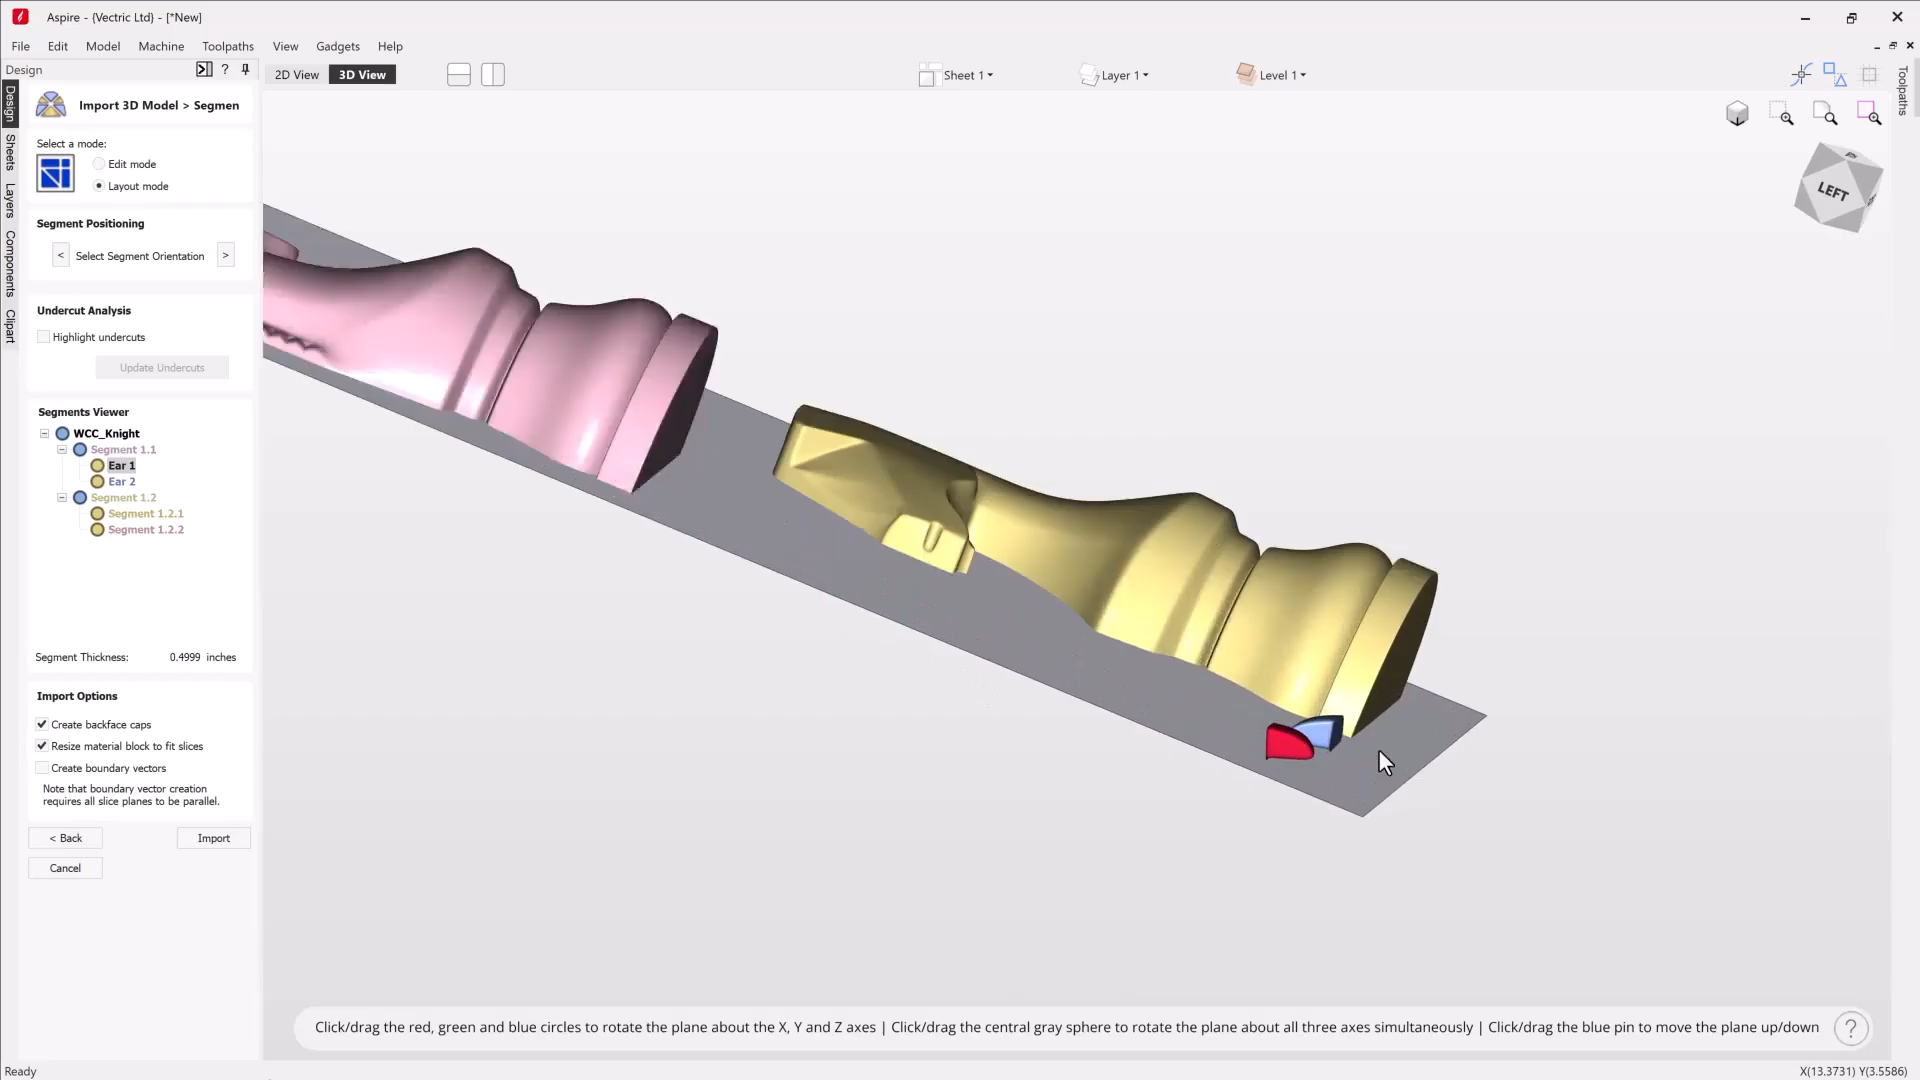 Aspire - {Vectric Ltd} - [*New]
File Edit Model Machine Toolpaths View Gadgets Help
Design
2D View 3D View Sheet 1 Layer 1 Level 1
Toolpaths
Design
Sheets
Layers
Components
Clipart
Import 3D Model > Segmen
Select a mode:
Edit mode
Layout mode
Segment Positioning
< Select Segment Orientation >
Undercut Analysis
Highlight undercuts
Update Undercuts
Segments Viewer
WCC_Knight
Segment 1.1
Ear 1
Ear 2
Segment 1.2
Segment 1.2.1
Segment 1.2.2
Segment Thickness: 0.4999 inches
Import Options
Create backface caps
Resize material block to fit slices
Create boundary vectors
Note that boundary vector creation
requires all slice planes to be parallel.
< Back Import
Cancel
LEFT
Click/drag the red, green and blue circles to rotate the plane about the X, Y and Z axes | Click/drag the central gray sphere to rotate the plane about all three axes simultaneously | Click/drag the blue pin to move the plane up/down
Ready
X(13.3731) Y(3.5586)